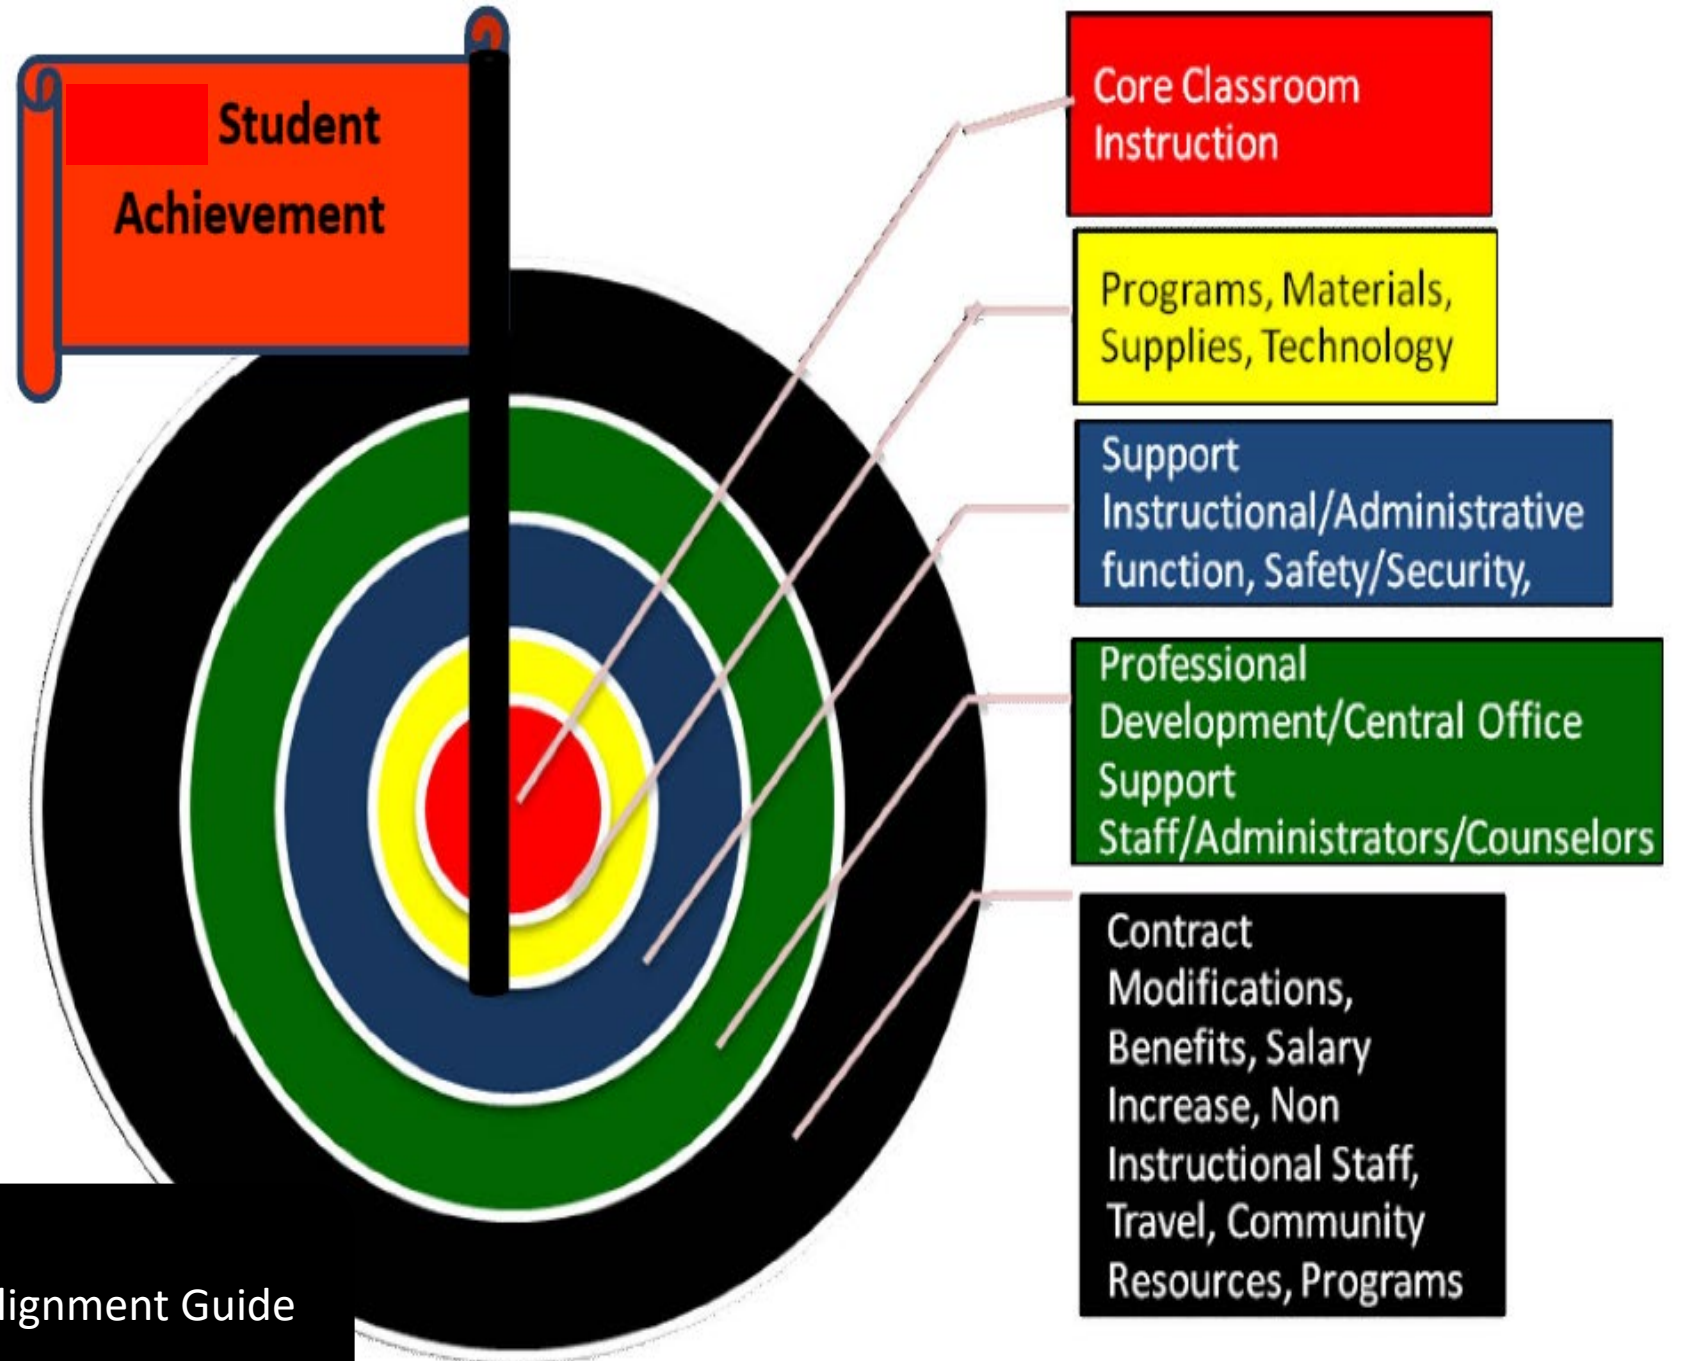 Student
Achievement
Core Classroom
Instruction
Programs, Materials,
Supplies, Technology
Support
Instructional/Administrative
function, Safety/Security,
Professional
Development/Central Office
Support
Staff/Administrators/Counselors
Contract
Modifications,
Benefits, Salary
Increase, Non
Instructional Staff,
Travel, Community
Resources, Programs
lignment Guide